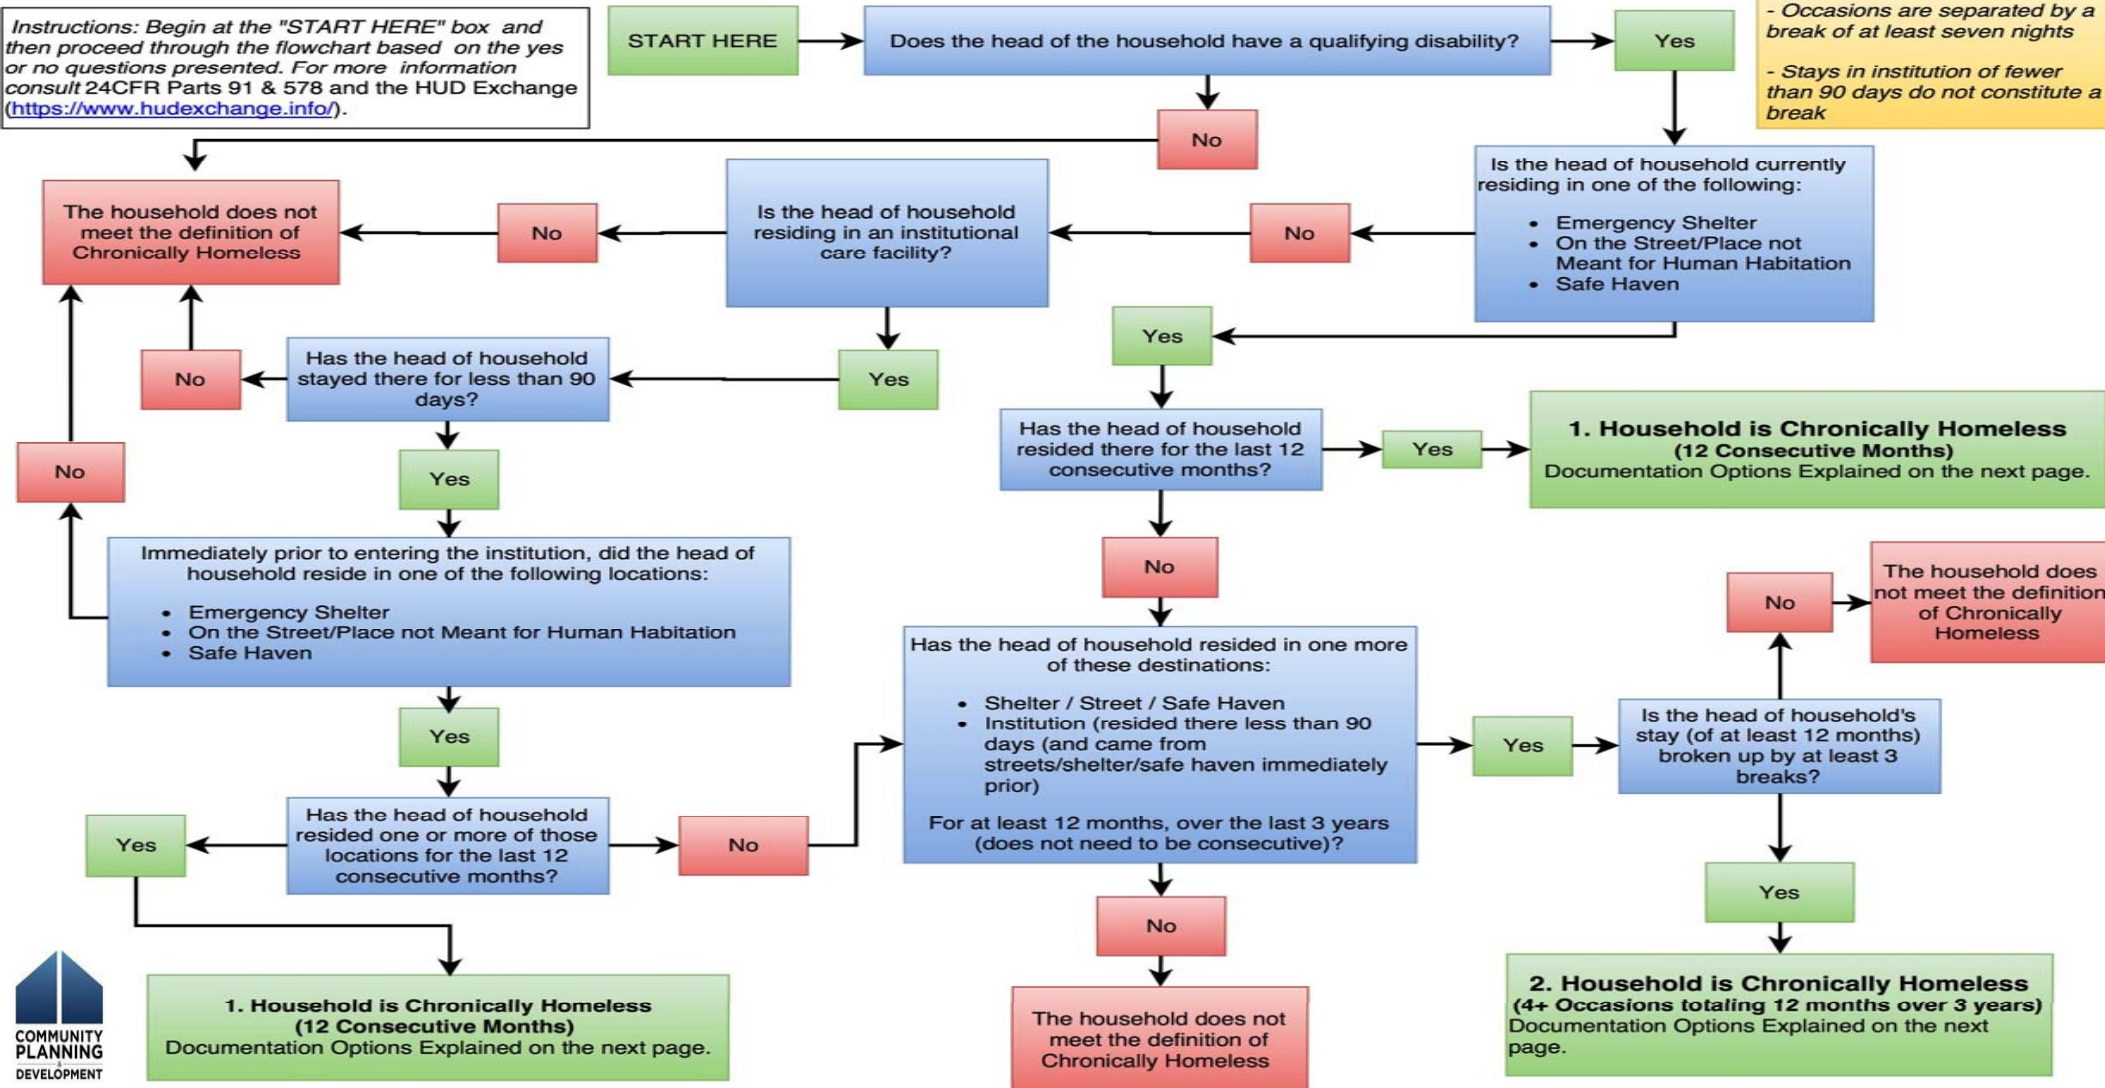 Instructions: Begin at the "START HERE" box and
then proceed through the flowchart based on the yes
or no questions presented. For more information
consult 24CFR Parts 91 & 578 and the HUD Exchange
(https://www.hudexchange.info/).
START HERE
Does the head of the household have a qualifying disability?
Yes
- Occasions are separated by a
break of at least seven nights
- Stays in institution of fewer
than 90 days do not constitute a
break
No
The household does not
meet the definition of
Chronically Homeless
No
Is the head of household
residing in an institutional
care facility?
No
Is the head of household currently
residing in one of the following:
• Emergency Shelter
• On the Street/Place not
Meant for Human Habitation
• Safe Haven
Yes
No
Has the head of household
stayed there for less than 90
days?
Yes
Has the head of household
resided there for the last 12
consecutive months?
Yes
1. Household is Chronically Homeless
(12 Consecutive Months)
Documentation Options Explained on the next page.
No
Yes
Immediately prior to entering the institution, did the head of
household reside in one of the following locations:
• Emergency Shelter
• On the Street/Place not Meant for Human Habitation
• Safe Haven
No
No
The household does
not meet the definition
of Chronically
Homeless
Has the head of household resided in one more
of these destinations:
• Shelter / Street / Safe Haven
• Institution (resided there less than 90
days (and came from
streets/shelter/safe haven immediately
prior)
For at least 12 months, over the last 3 years
(does not need to be consecutive)?
Yes
Is the head of household's
stay (of at least 12 months)
broken up by at least 3
breaks?
Yes
Yes
Has the head of household
resided one or more of those
locations for the last 12
consecutive months?
No
Yes
No
1. Household is Chronically Homeless
(12 Consecutive Months)
Documentation Options Explained on the next page.
The household does not
meet the definition of
Chronically Homeless
2. Household is Chronically Homeless
(4+ Occasions totaling 12 months over 3 years)
Documentation Options Explained on the next
page.
COMMUNITY
PLANNING
&
DEVELOPMENT